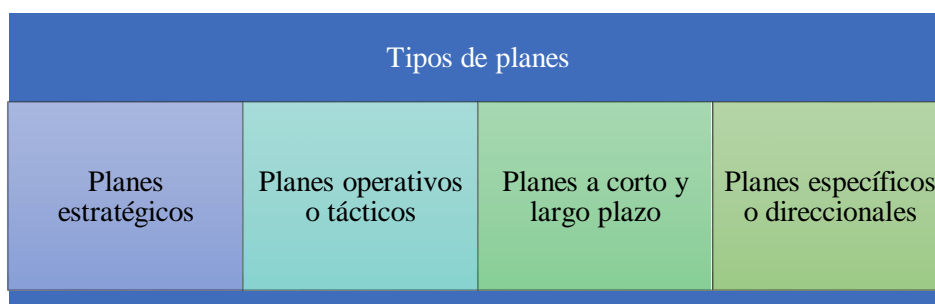 Tipos de planes
Planes
estratégicos
Planes operativos
o tácticos
Planes a corto y
largo plazo
Planes específicos
o direccionales